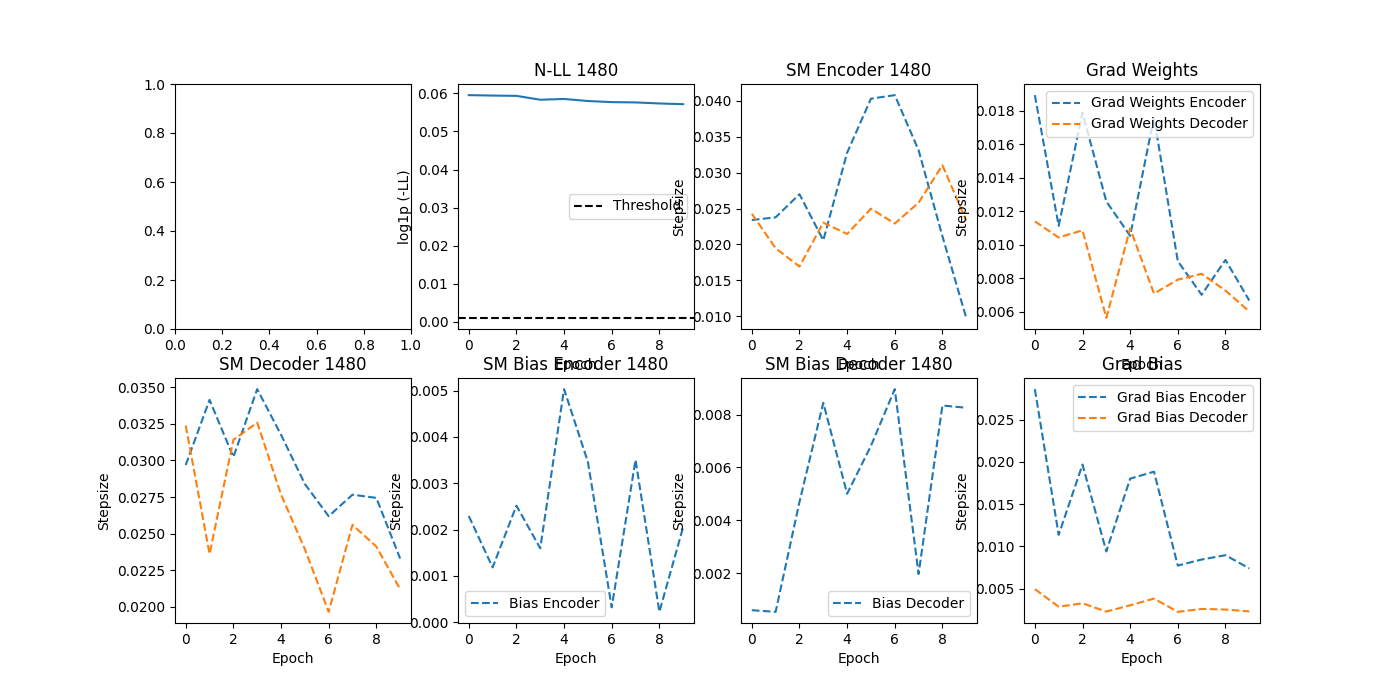 N-LL 1480
SM Encoder 1480
Grad Weights
1.0
0.8
0.6
0.4
0.2
0.0
0.0 0.2 0.4 0.6 0.8 1.0
log1p (-LL)
0.06
0.05
0.04
0.03
0.02
0.01
0.00
Threshold
0 2 4 6 8
Epoch
Stepsize
0.040
0.035
0.030
0.025
0.020
0.015
0.010
0 2 4 6 8
Epoch
Stepsize
0.018
0.016
0.014
0.012
0.010
0.008
0.006
Grad Weights Encoder
Grad Weights Decoder
0 2 4 6 8
Epoch
SM Decoder 1480
SM Bias Encoder 1480
SM Bias Decoder 1480
Grad Bias
Stepsize
0.0350
0.0325
0.0300
0.0275
0.0250
0.0225
0.0200
0 2 4 6 8
Epoch
Stepsize
0.005
0.004
0.003
0.002
0.001
0.000
Bias Encoder
0 2 4 6 8
Epoch
Stepsize
0.008
0.006
0.004
0.002
Bias Decoder
0 2 4 6 8
Epoch
Stepsize
0.025
0.020
0.015
0.010
0.005
Grad Bias Encoder
Grad Bias Decoder
0 2 4 6 8
Epoch